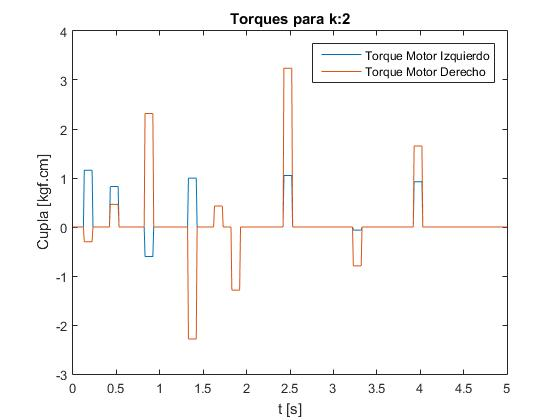 Torques para k:2
Torque Motor Izquierdo
Torque Motor Derecho
Cupla [kgf.cm]
4
3
2
1
0
-1
-2
-3
0 0.5 1 1.5 2 2.5 3 3.5 4 4.5 5
t [s]